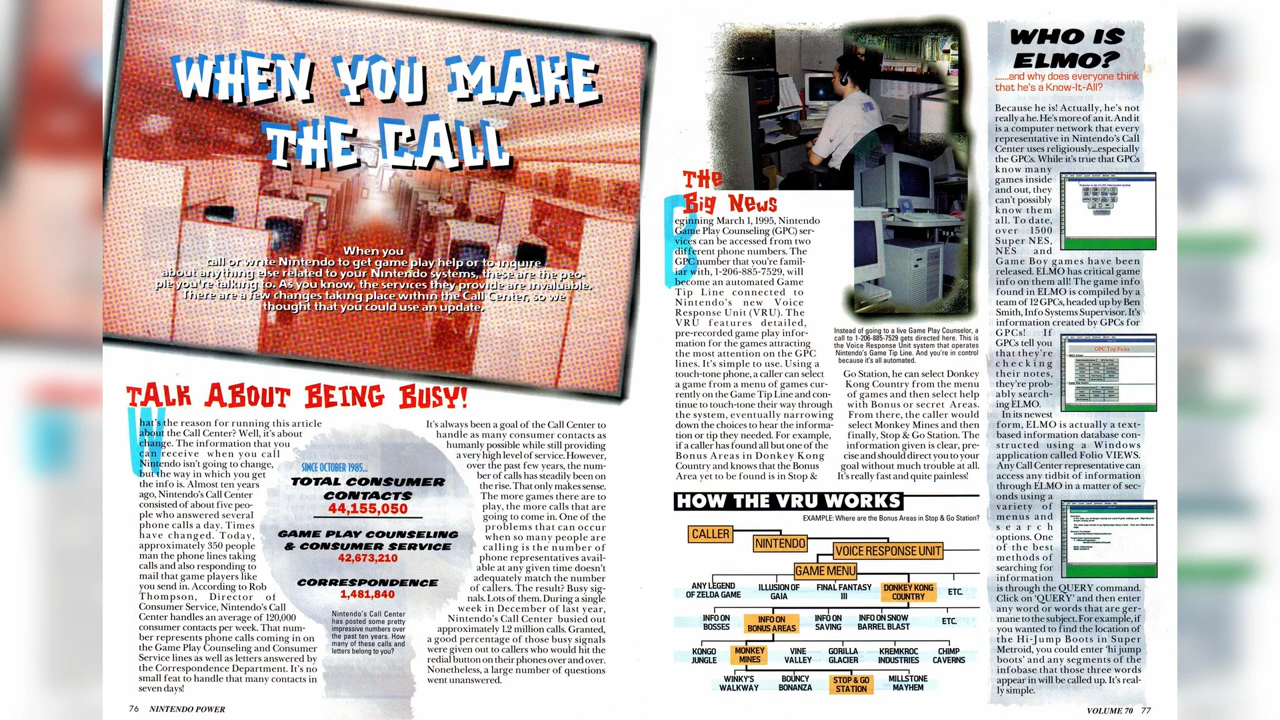 WHEN YOU MAKE
THE CALL
When you
call or write Nintendo to get game play help or to inquire
about anything else related to your Nintendo systems, these are the peo-
ple you're talking to. As you know, the services they provide are invaluable.
There are a few changes taking place within the Call Center, so we
thought that you could use an update.
TALK ABOUT BEING BUSY!
What's the reason for running this article
about the Call Center? Well, it's about
change. The information that you
can receive when you call
Nintendo isn't going to change,
but the way in which you get
the info is. Almost ten years
ago, Nintendo's Call Center
consisted of about five peo-
ple who answered several
phone calls a day. Times
have changed. Today,
approximately 350 people
man the phone lines taking
calls and also responding to
mail that game players like
you send in. According to Rob
Thompson, Director of
Consumer Service, Nintendo's Call
Center handles an average of 120,000
consumer contacts per week. That num-
ber represents phone calls coming in on
the Game Play Counseling and Consumer
Service lines as well as letters answered by
the Correspondence Department. It's no
small feat to handle that many contacts in
seven days!
SINCE OCTOBER 1985...
TOTAL CONSUMER
CONTACTS
44,155,050
GAME PLAY COUNSELING
& CONSUMER SERVICE
42,673,210
CORRESPONDENCE
1,481,840
Nintendo's Call Center
has posted some pretty
impressive numbers over
the past ten years. How
many of these calls and
letters belong to you?
It's always been a goal of the Call Center to
handle as many consumer contacts as
humanly possible while still providing
a very high level of service. However,
over the past few years, the num-
ber of calls has steadily been on
the rise. That only makes sense.
The more games there are to
play, the more calls that are
going to come in. One of the
problems that can occur
when so many people are
calling is the number of
phone representatives avail-
able at any given time doesn't
adequately match the number
of callers. The result? Busy sig-
nals. Lots of them. During a single
week in December of last year,
Nintendo's Call Center busied out
approximately 1.2 million calls. Granted,
a good percentage of those busy signals
were given out to callers who would hit the
redial button on their phones over and over.
Nonetheless, a large number of questions
went unanswered.
76 NINTENDO POWER
The
Big News
Beginning March 1, 1995, Nintendo
Game Play Counseling (GPC) ser-
vices can be accessed from two
different phone numbers. The
GPC number that you're famil-
iar with, 1-206-885-7529, will
become an automated Game
Tip Line connected to
Nintendo's new Voice
Response Unit (VRU). The
VRU features detailed,
pre-recorded game play infor-
mation for the games attracting
the most attention on the GPC
lines. It's simple to use. Using a
touch-tone phone, a caller can select
a game from a menu of games cur-
rently on the Game Tip Line and con-
tinue to touch-tone their way through
the system, eventually narrowing
down the choices to hear the informa-
tion or tip they needed. For example,
if a caller has found all but one of the
Bonus Areas in Donkey Kong
Country and knows that the Bonus
Area yet to be found is in Stop &
Instead of going to a live Game Play Counselor, a
call to 1-206-885-7529 gets directed here. This is
the Voice Response Unit system that operates
Nintendo's Game Tip Line. And you're in control
because it's all automated.
Go Station, he can select Donkey
Kong Country from the menu
of games and then select help
with Bonus or secret Areas.
From there, the caller would
select Monkey Mines and then
finally, Stop & Go Station. The
information given is clear, pre-
cise and should direct you to your
goal without much trouble at all.
It's really fast and quite painless!
HOW THE VRU WORKS
EXAMPLE: Where are the Bonus Areas in Stop & Go Station?
CALLER
NINTENDO
VOICE RESPONSE UNIT
GAME MENU
ANY LEGEND OF ZELDA GAME
ILLUSION OF GAIA
FINAL FANTASY III
DONKEY KONG COUNTRY
ETC.
INFO ON BOSSES
INFO ON BONUS AREAS
INFO ON SAVING
INFO ON SNOW BARREL BLAST
ETC.
KONGO JUNGLE
MONKEY MINES
VINE VALLEY
GORILLA GLACIER
KREMKROC INDUSTRIES
CHIMP CAVERNS
WINKY'S WALKWAY
BOUNCY BONANZA
STOP & GO STATION
MILLSTONE MAYHEM
WHO IS
ELMO?
......and why does everyone think
that he's a Know-It-All?
Because he is! Actually, he's not
really a he. He's more of an it. And it
is a computer network that every
representative in Nintendo's Call
Center uses religiously...especially
the GPCs. While it's true that GPCs
know many
games inside
and out, they
can't possibly
know them
all. To date,
over 1500
Super NES,
NES and
Game Boy games have been
released. ELMO has critical game
info on them all! The game info
found in ELMO is compiled by a
team of 12 GPCs, headed up by Ben
Smith, Info Systems Supervisor. It's
information created by GPCs for
GPCs! If
GPCs tell you
that they're
checking
their notes,
they're prob-
ably search-
ing ELMO.
In its newest
form, ELMO is actually a text-
based information database con-
structed using a Windows
application called Folio VIEWS.
Any Call Center representative can
access any tidbit of information
through ELMO in a matter of sec-
onds using a
variety of
menus and
search
options. One
of the best
methods of
searching for
information
is through the QUERY command.
Click on 'QUERY' and then enter
any word or words that are ger-
mane to the subject. For example, if
you wanted to find the location of
the Hi-Jump Boots in Super
Metroid, you could enter 'hi jump
boots' and any segments of the
infobase that those three words
appear in will be called up. It's real-
ly simple.
GPC Top Picks
VOLUME 70 77